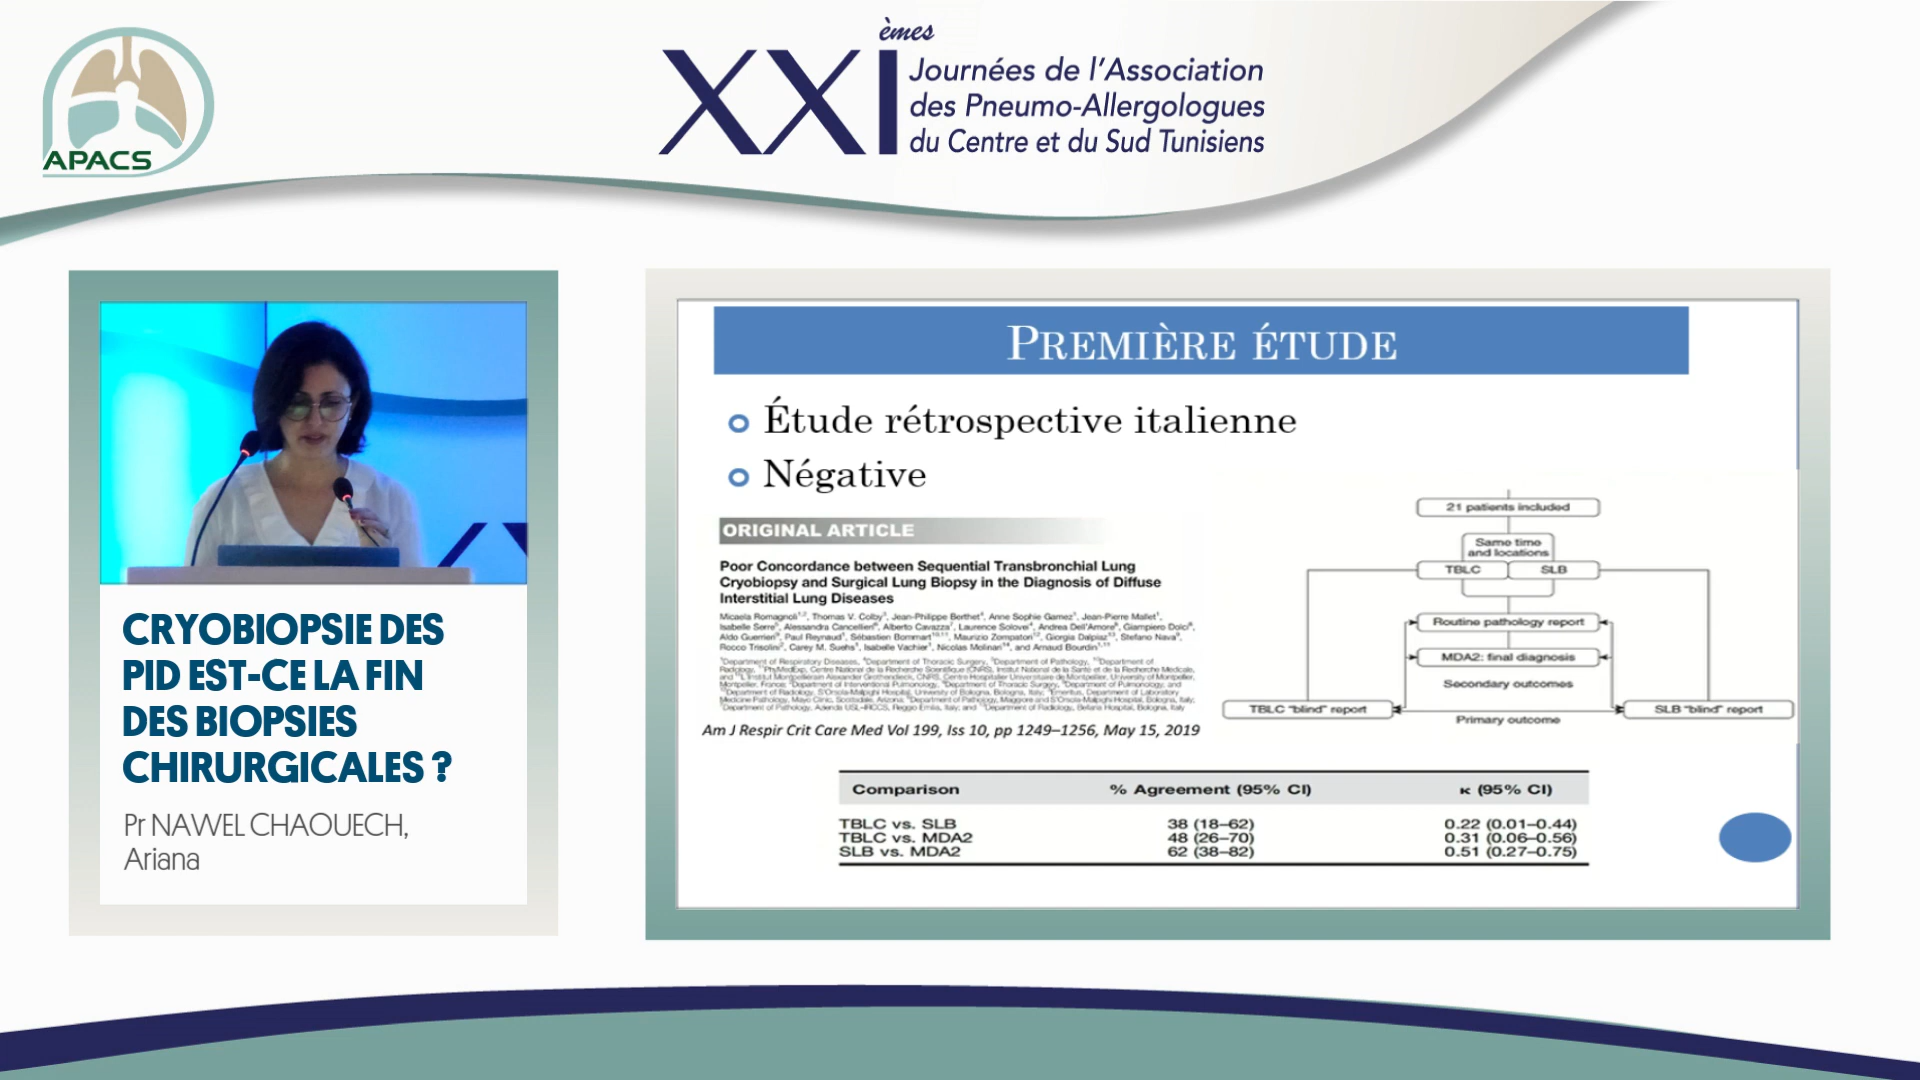 APACS
XXIèmes
Journées de l'Association
des Pneumo-Allergologues
du Centre et du Sud Tunisiens
CRYOBIOPSIE DES
PID EST-CE LA FIN
DES BIOPSIES
CHIRURGICALES ?
Pr NAWEL CHAOUECH,
Ariana
PREMIÈRE ÉTUDE
Étude rétrospective italienne
Négative
ORIGINAL ARTICLE
Poor Concordance between Sequential Transbronchial Lung
Cryobiopsy and Surgical Lung Biopsy in the Diagnosis of Diffuse
Interstitial Lung Diseases
Micaela Romagnoli, Thomas V. Colby, Jean-Philippe Berthet, Anne Sophie Gamez, Jean-Pierre Mallet,
Isabelle Serre, Alessandra Cancellieri, Alberto Cavazza, Laurence Solovei, Andrea Dell'Amore, Giampiero Dolci,
Aldo Guerrieri, Paul Reynaud, Sébastien Bommart, Maurizio Zompatori, Giorgia Dalpiaz, Stefano Nava,
Rocco Trisolini, Carey M. Suehs, Isabelle Vachier, Nicolas Molinari, and Arnaud Bourdin
Am J Respir Crit Care Med Vol 199, Iss 10, pp 1249–1256, May 15, 2019
21 patients included
Same time
and locations
TBLC SLB
Routine pathology report
MDA2: final diagnosis
Secondary outcomes
TBLC "blind" report
SLB "blind" report
Primary outcome
Comparison % Agreement (95% CI) κ (95% CI)
TBLC vs. SLB 38 (18–62) 0.22 (0.01–0.44)
TBLC vs. MDA2 48 (26–70) 0.31 (0.06–0.56)
SLB vs. MDA2 62 (38–82) 0.51 (0.27–0.75)